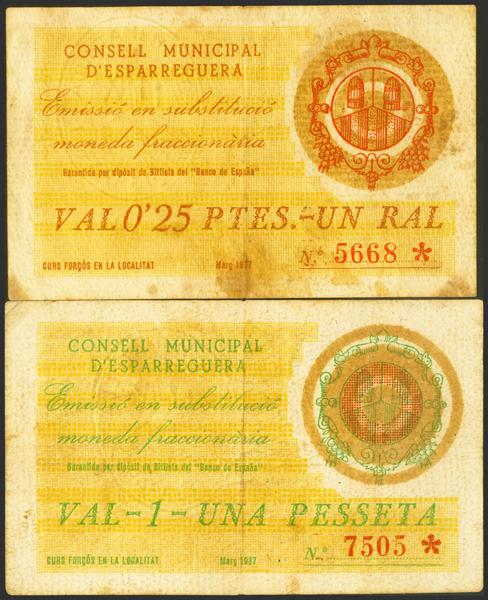 CONSELL MUNICIPAL
D'ESPARREGUERA
Emissió en substitució
moneda fraccionària
Garantida per dipòsit de Bitllets del "Banco de España"
VAL 0'25 PTES.-UN RAL
Nº 5668 *
CURS FORÇÓS EN LA LOCALITAT Març 1937
CONSELL MUNICIPAL
D'ESPARREGUERA
Emissió en substitució
moneda fraccionària
Garantida per dipòsit de Bitllets del "Banco de España"
VAL-1-UNA PESSETA
Nº 7505 *
CURS FORÇÓS EN LA LOCALITAT Març 1937